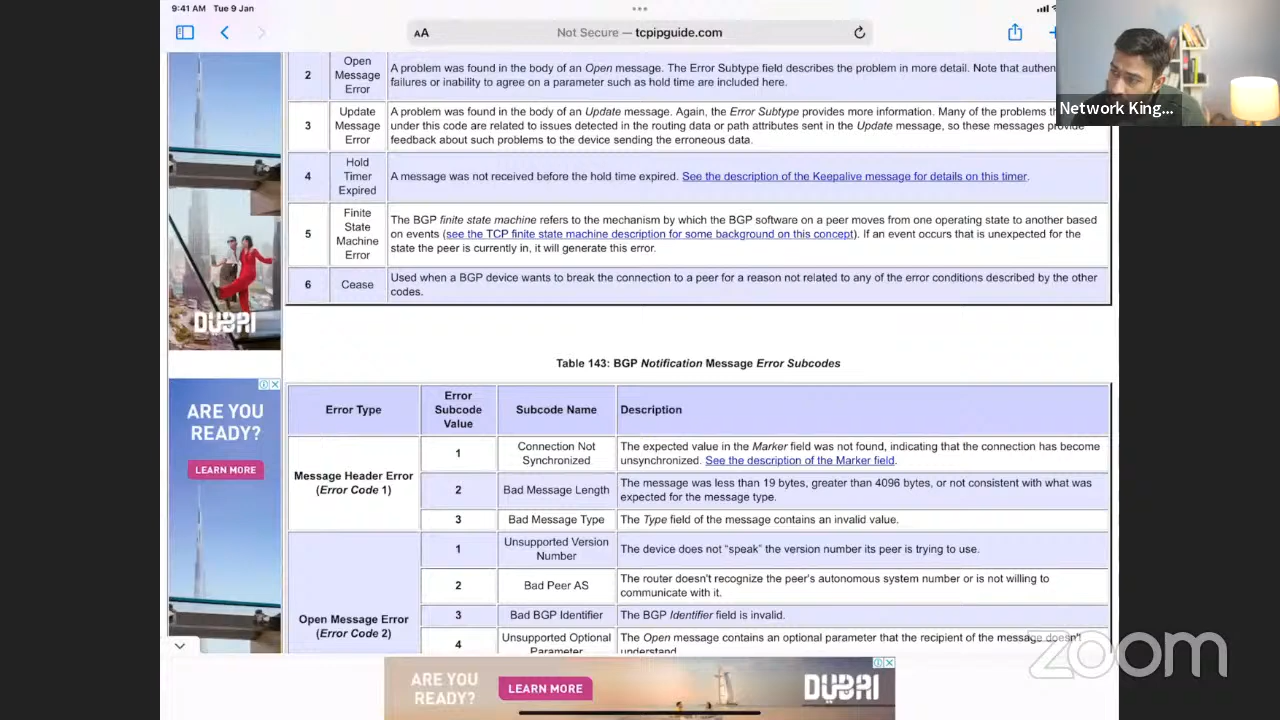 9:41 AM Tue 9 Jan
AA
Not Secure — tcpipguide.com
Network King...
2
Open
Message
Error
A problem was found in the body of an Open message. The Error Subtype field describes the problem in more detail. Note that
failures or inability to agree on a parameter such as hold time are included here.
3
Update
Message
Error
A problem was found in the body of an Update message. Again, the Error Subtype provides more information. Many of the problems
under this code are related to issues detected in the routing data or path attributes sent in the Update message, so these messages provide
feedback about such problems to the device sending the erroneous data.
4
Hold
Timer
Expired
A message was not received before the hold time expired. See the description of the Keepalive message for details on this timer.
5
Finite
State
Machine
Error
The BGP finite state machine refers to the mechanism by which the BGP software on a peer moves from one operating state to another based
on events (see the TCP finite state machine description for some background on this concept). If an event occurs that is unexpected for the
state the peer is currently in, it will generate this error.
6
Cease
Used when a BGP device wants to break the connection to a peer for a reason not related to any of the error conditions described by the other
codes.
DUBAI
Table 143: BGP Notification Message Error Subcodes
ARE YOU
READY?
LEARN MORE
Error Type
Error
Subcode
Value
Subcode Name
Description
Message Header Error
(Error Code 1)
1
Connection Not
Synchronized
The expected value in the Marker field was not found, indicating that the connection has become
unsynchronized. See the description of the Marker field.
2
Bad Message Length
The message was less than 19 bytes, greater than 4096 bytes, or not consistent with what was
expected for the message type.
3
Bad Message Type
The Type field of the message contains an invalid value.
Open Message Error
(Error Code 2)
1
Unsupported Version
Number
The device does not “speak” the version number its peer is trying to use.
2
Bad Peer AS
The router doesn't recognize the peer's autonomous system number or is not willing to
communicate with it.
3
Bad BGP Identifier
The BGP Identifier field is invalid.
4
Unsupported Optional
Parameter
The Open message contains an optional parameter that the recipient of the message doesn't
understand
zoom
ARE YOU
READY?
LEARN MORE
DUBAI